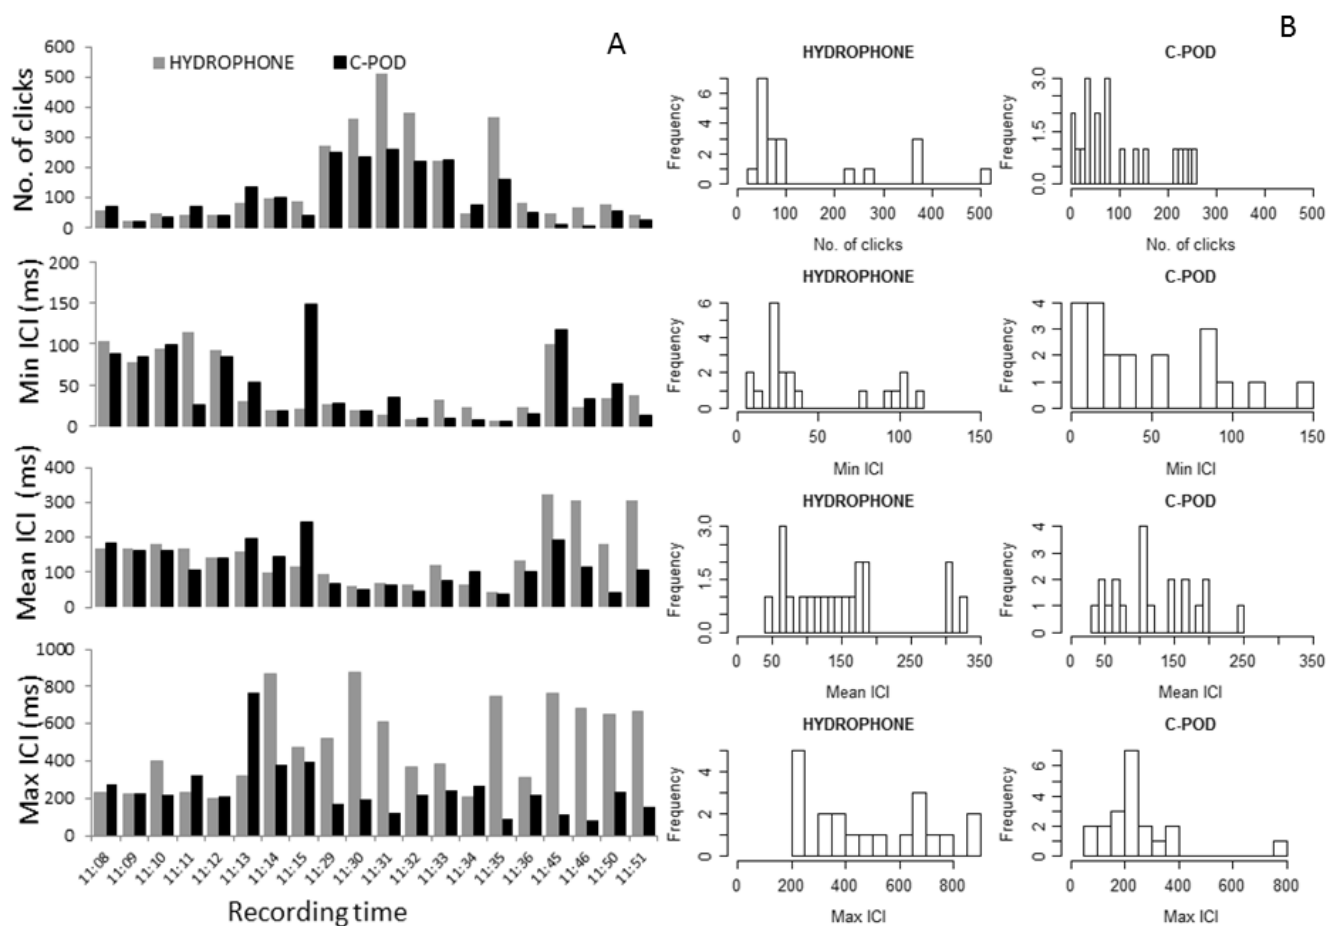 A
HYDROPHONE C-POD
No. of clicks
600
500
400
300
200
100
0
Min ICI (ms)
200
150
100
50
0
Mean ICI (ms)
400
300
200
100
0
Max ICI (ms)
1000
800
600
400
200
0
11:08 11:09 11:10 11:11 11:12 11:13 11:14 11:15 11:29 11:30 11:31 11:32 11:33 11:34 11:35 11:36 11:45 11:46 11:50 11:51
Recording time
B
HYDROPHONE
Frequency
6
4
2
0
0 100 200 300 400 500
No. of clicks
C-POD
Frequency
3.0
1.5
0.0
0 100 200 300 400 500
No. of clicks
HYDROPHONE
Frequency
6
4
2
0
0 50 100 150
Min ICI
C-POD
Frequency
4
3
2
1
0
0 50 100 150
Min ICI
HYDROPHONE
Frequency
3.0
1.5
0.0
0 50 150 250 350
Mean ICI
C-POD
Frequency
4
3
2
1
0
0 50 150 250 350
Mean ICI
HYDROPHONE
Frequency
4
2
0
0 200 400 600 800
Max ICI
C-POD
Frequency
6
4
2
0
0 200 400 600 800
Max ICI